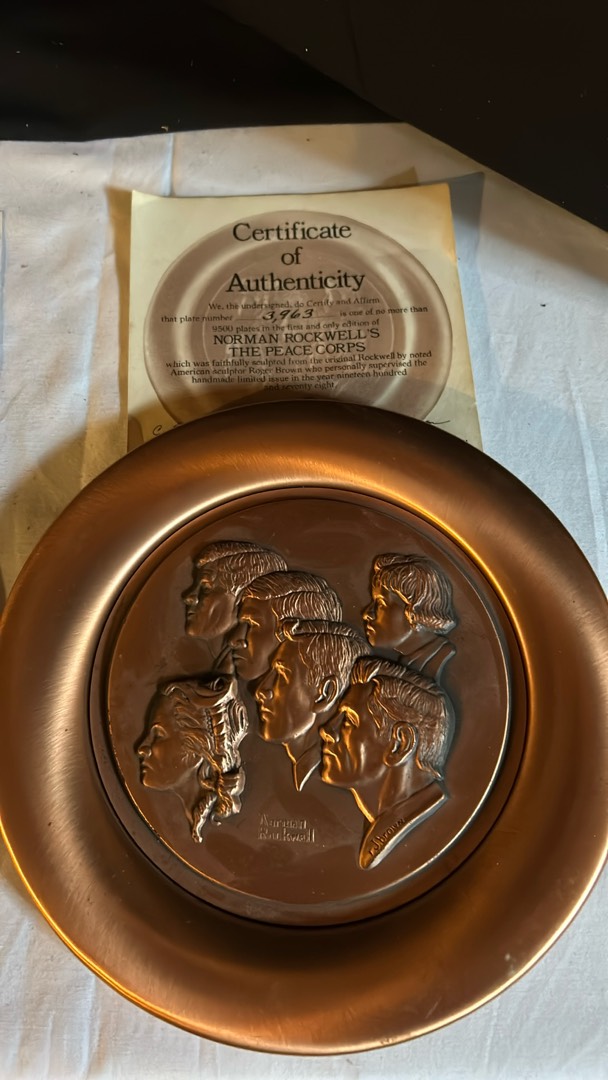 Certificate
of
Authenticity
We, the undersigned, do Certify and Affirm
that plate number 3,963 is one of no more than
9500 plates in the first and only edition of
NORMAN ROCKWELL'S
THE PEACE CORPS
which was faithfully sculpted from the original Rockwell by noted
American sculptor Roger Brown who personally supervised the
handmade limited issue in the year nineteen hundred
and seventy eight.
Norman
Rockwell
Brown